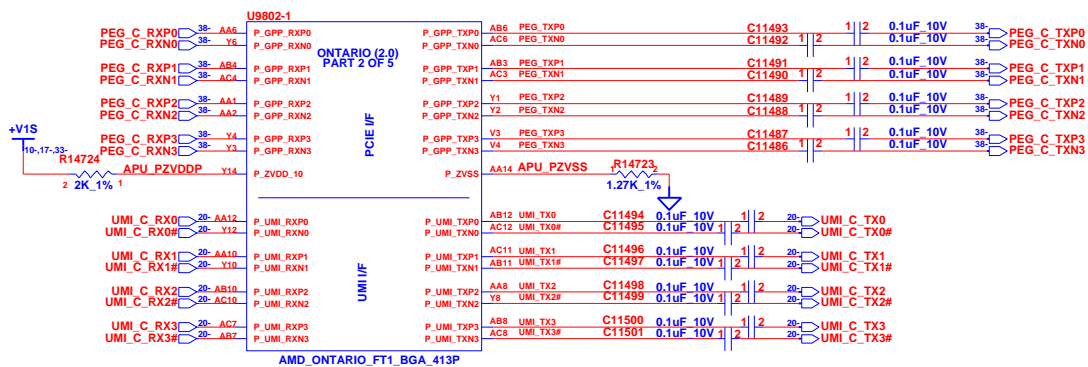 U9802-1
PEG_C_RXP0 38- AA6 P_GPP_RXP0 P_GPP_TXP0 AB6 PEG_TXP0 C11493 1 2 0.1uF_10V 38- PEG_C_TXP0
PEG_C_RXN0 38- Y6 P_GPP_RXN0 P_GPP_TXN0 AC6 PEG_TXN0 C11492 1 2 0.1uF_10V 38- PEG_C_TXN0
ONTARIO (2.0)
PART 2 OF 5
PEG_C_RXP1 38- AB4 P_GPP_RXP1 P_GPP_TXP1 AB3 PEG_TXP1 C11491 1 2 0.1uF_10V 38- PEG_C_TXP1
PEG_C_RXN1 38- AC4 P_GPP_RXN1 P_GPP_TXN1 AC3 PEG_TXN1 C11490 1 2 0.1uF_10V 38- PEG_C_TXN1
PEG_C_RXP2 38- AA1 P_GPP_RXP2 P_GPP_TXP2 Y1 PEG_TXP2 C11489 1 2 0.1uF_10V 38- PEG_C_TXP2
PEG_C_RXN2 38- AA2 P_GPP_RXN2 P_GPP_TXN2 Y2 PEG_TXN2 C11488 1 2 0.1uF_10V 38- PEG_C_TXN2
PCIE I/F
+V1S
PEG_C_RXP3 38- Y4 P_GPP_RXP3 P_GPP_TXP3 V3 PEG_TXP3 C11487 1 2 0.1uF_10V 38- PEG_C_TXP3
PEG_C_RXN3 38- Y3 P_GPP_RXN3 P_GPP_TXN3 V4 PEG_TXN3 C11486 1 2 0.1uF_10V 38- PEG_C_TXN3
10-,17-,33-
R14724 APU_PZVDDP Y14 P_ZVDD_10 P_ZVSS AA14 APU_PZVSS 1 R14723 2
2 2K_1% 1 1.27K_1%
UMI_C_RX0 20- AA12 P_UMI_RXP0 P_UMI_TXP0 AB12 UMI_TX0 C11494 0.1uF_10V 1 2 20- UMI_C_TX0
UMI_C_RX0# 20- Y12 P_UMI_RXN0 P_UMI_TXN0 AC12 UMI_TX0# C11495 0.1uF_10V 1 2 20- UMI_C_TX0#
UMI_C_RX1 20- AA10 P_UMI_RXP1 P_UMI_TXP1 AC11 UMI_TX1 C11496 0.1uF_10V 1 2 20- UMI_C_TX1
UMI_C_RX1# 20- Y10 P_UMI_RXN1 P_UMI_TXN1 AB11 UMI_TX1# C11497 0.1uF_10V 1 2 20- UMI_C_TX1#
UMI I/F
UMI_C_RX2 20- AB10 P_UMI_RXP2 P_UMI_TXP2 AA8 UMI_TX2 C11498 0.1uF_10V 1 2 20- UMI_C_TX2
UMI_C_RX2# 20- AC10 P_UMI_RXN2 P_UMI_TXN2 Y8 UMI_TX2# C11499 0.1uF_10V 1 2 20- UMI_C_TX2#
UMI_C_RX3 20- AC7 P_UMI_RXP3 P_UMI_TXP3 AB8 UMI_TX3 C11500 0.1uF_10V 1 2 20- UMI_C_TX3
UMI_C_RX3# 20- AB7 P_UMI_RXN3 P_UMI_TXN3 AC8 UMI_TX3# C11501 0.1uF_10V 1 2 20- UMI_C_TX3#
AMD_ONTARIO_FT1_BGA_413P